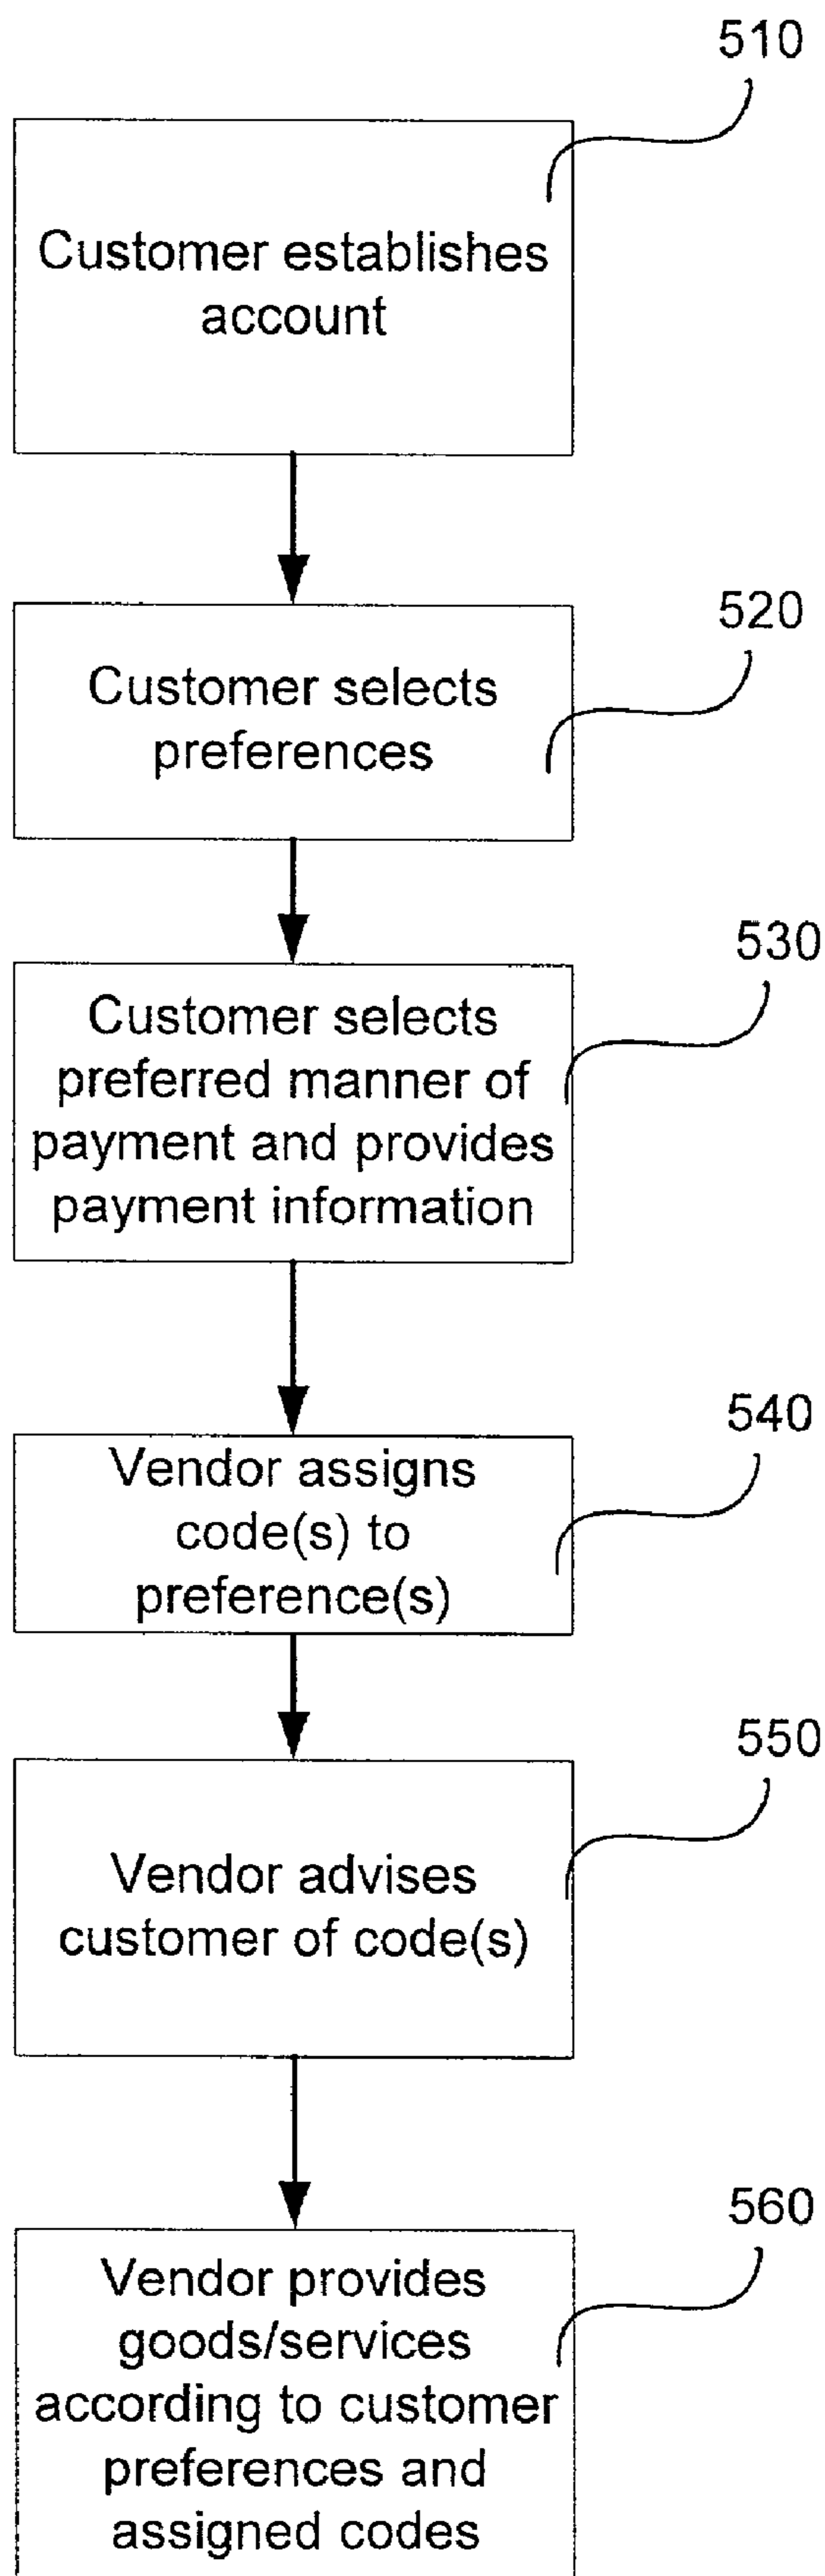 510
Customer establishes
account
520
Customer selects
preferences
530
Customer selects
preferred manner of
payment and provides
payment information
540
Vendor assigns
code(s) to
preference(s)
550
Vendor advises
customer of code(s)
560
Vendor provides
goods/services
according to customer
preferences and
assigned codes